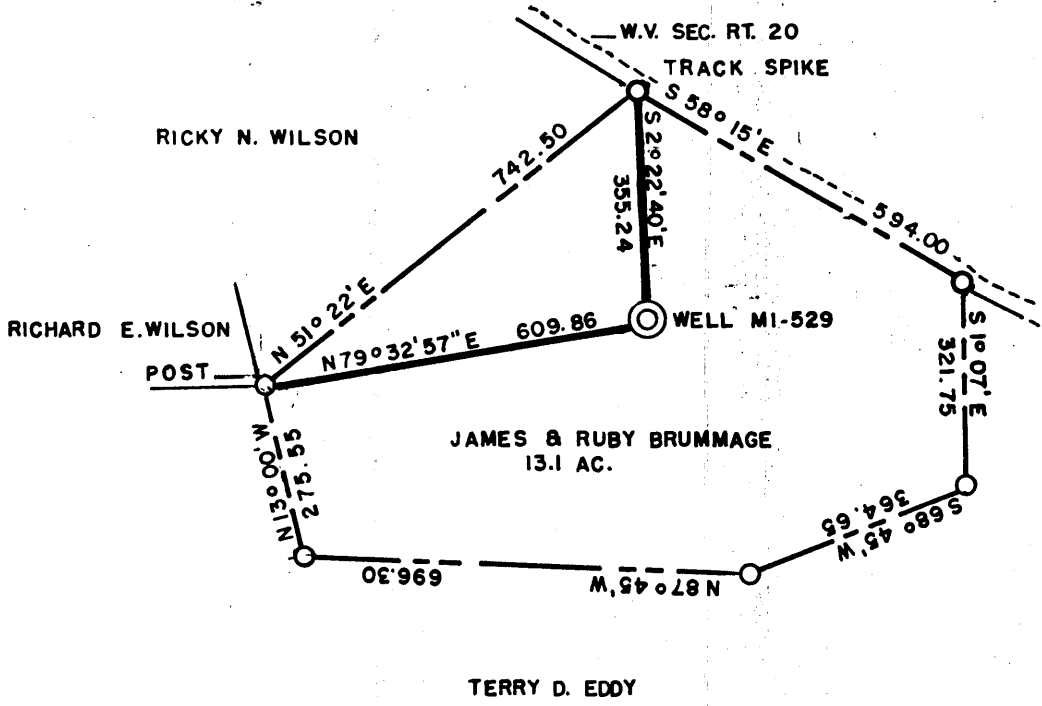 W.V. SEC. RT. 20
TRACK SPIKE
S 58° 15'E
594.00
RICKY N. WILSON
742.50
N 51° 22' E
S 2° 22' 40"E
355.24
RICHARD E. WILSON
POST
N79° 32' 57" E
609.86
WELL MI-529
S 1° 07' E
321.75
JAMES & RUBY BRUMMAGE
13.1 AC.
N 13° 00' W
275.55
S 68° 45' W
364.65
N 87° 45' W
696.30
TERRY D. EDDY